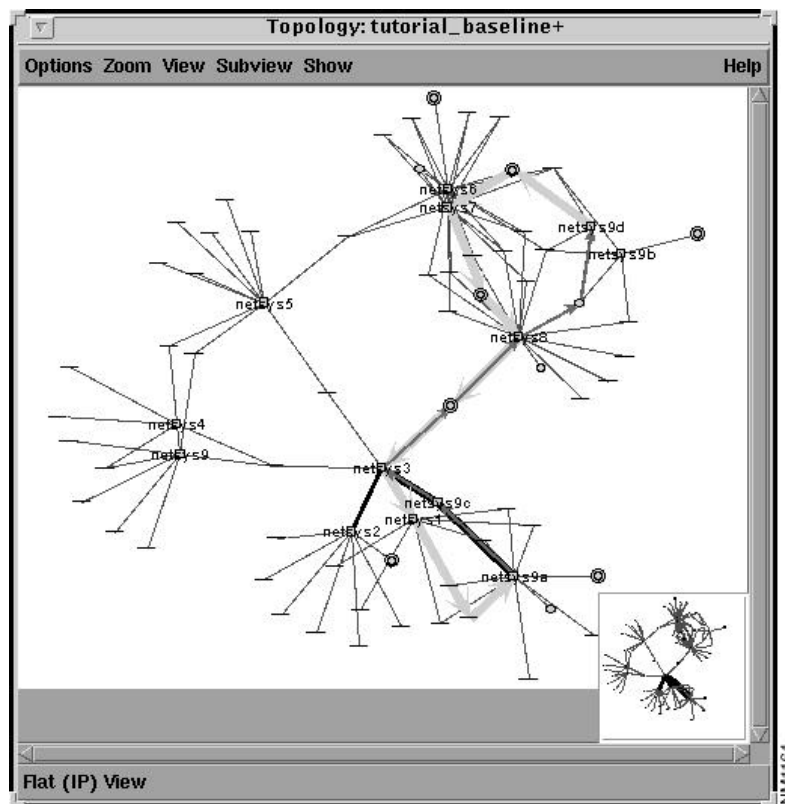 Topology: tutorial_baseline+
Options Zoom View Subview Show Help
netsys6
netsys7
netsys9d
netsys9b
netsys5
netsys8
netsys4
netsys9
netsys3
netsys9c
netsys1
netsys2
netsys9a
Flat (IP) View